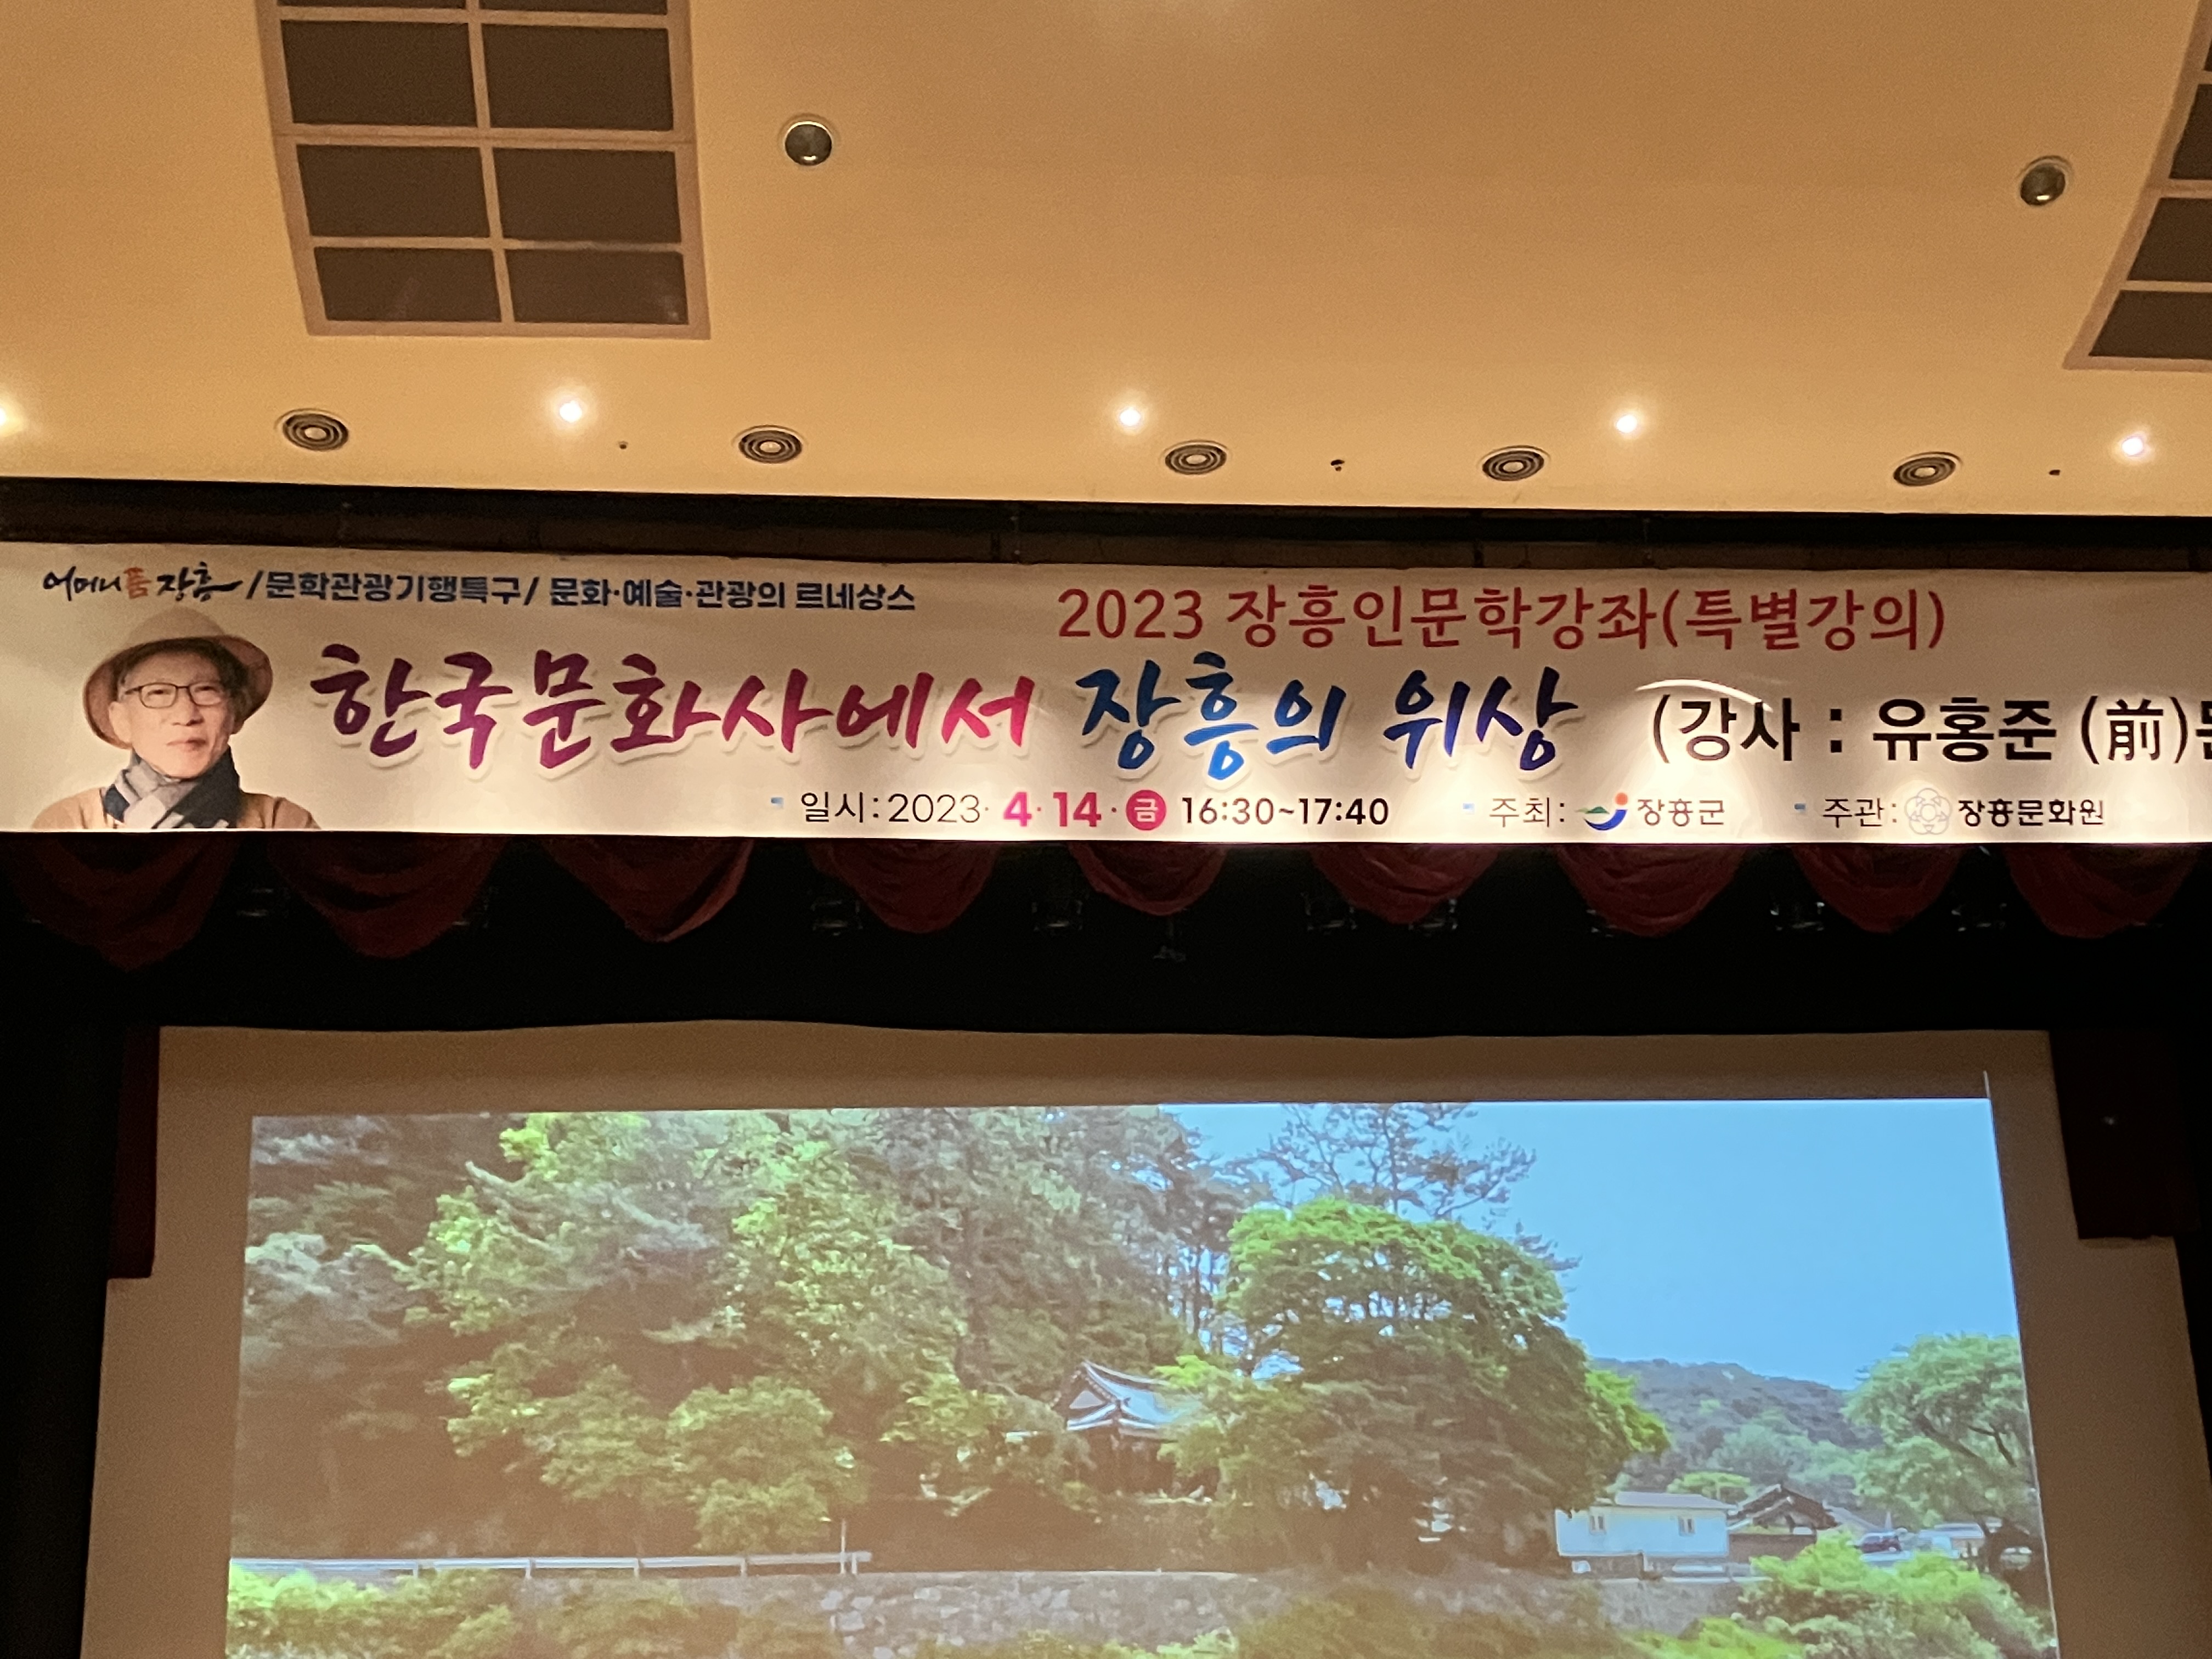 어머니품 장흥 /문학관광기행특구/ 문화·예술·관광의 르네상스
2023 장흥인문학강좌(특별강의)
한국문화사에서 장흥의 위상 (강사 : 유홍준 (前)
일시: 2023· 4·14·금 16:30~17:40 주최: 장흥군 주관: 장흥문화원